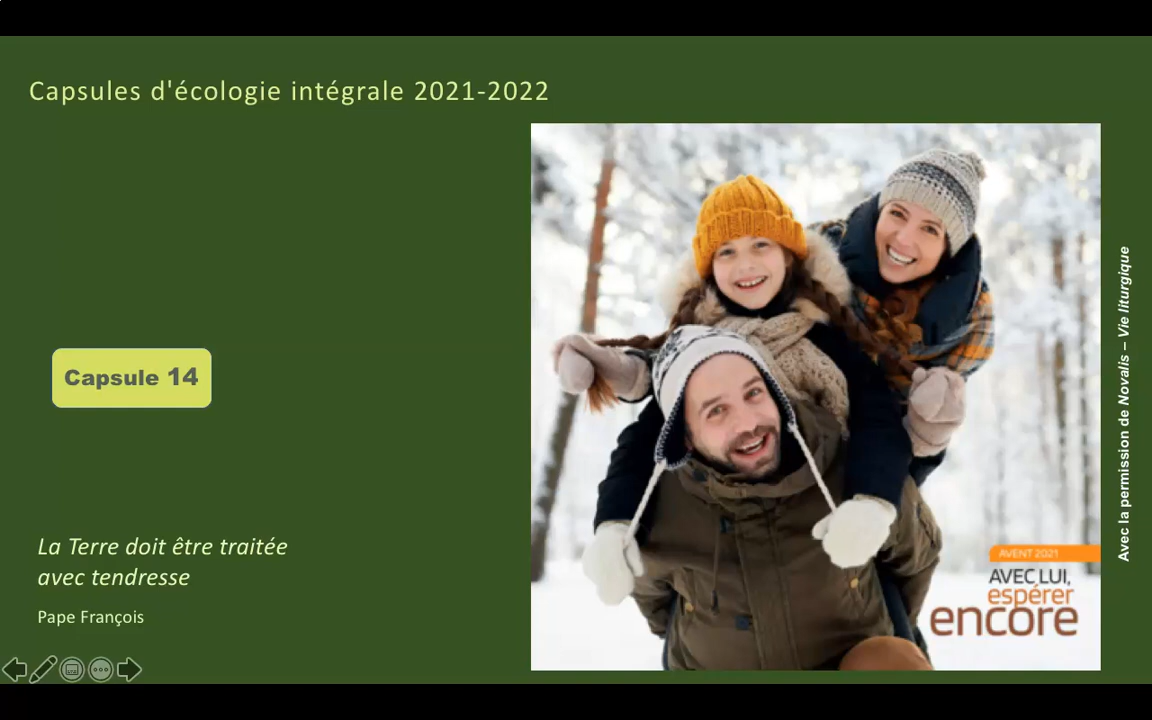 Capsules d'écologie intégrale 2021-2022
Capsule 14
La Terre doit être traitée
avec tendresse
Pape François
AVENT 2021
AVEC LUI,
espérer
encore
Avec la permission de Novalis – Vie liturgique